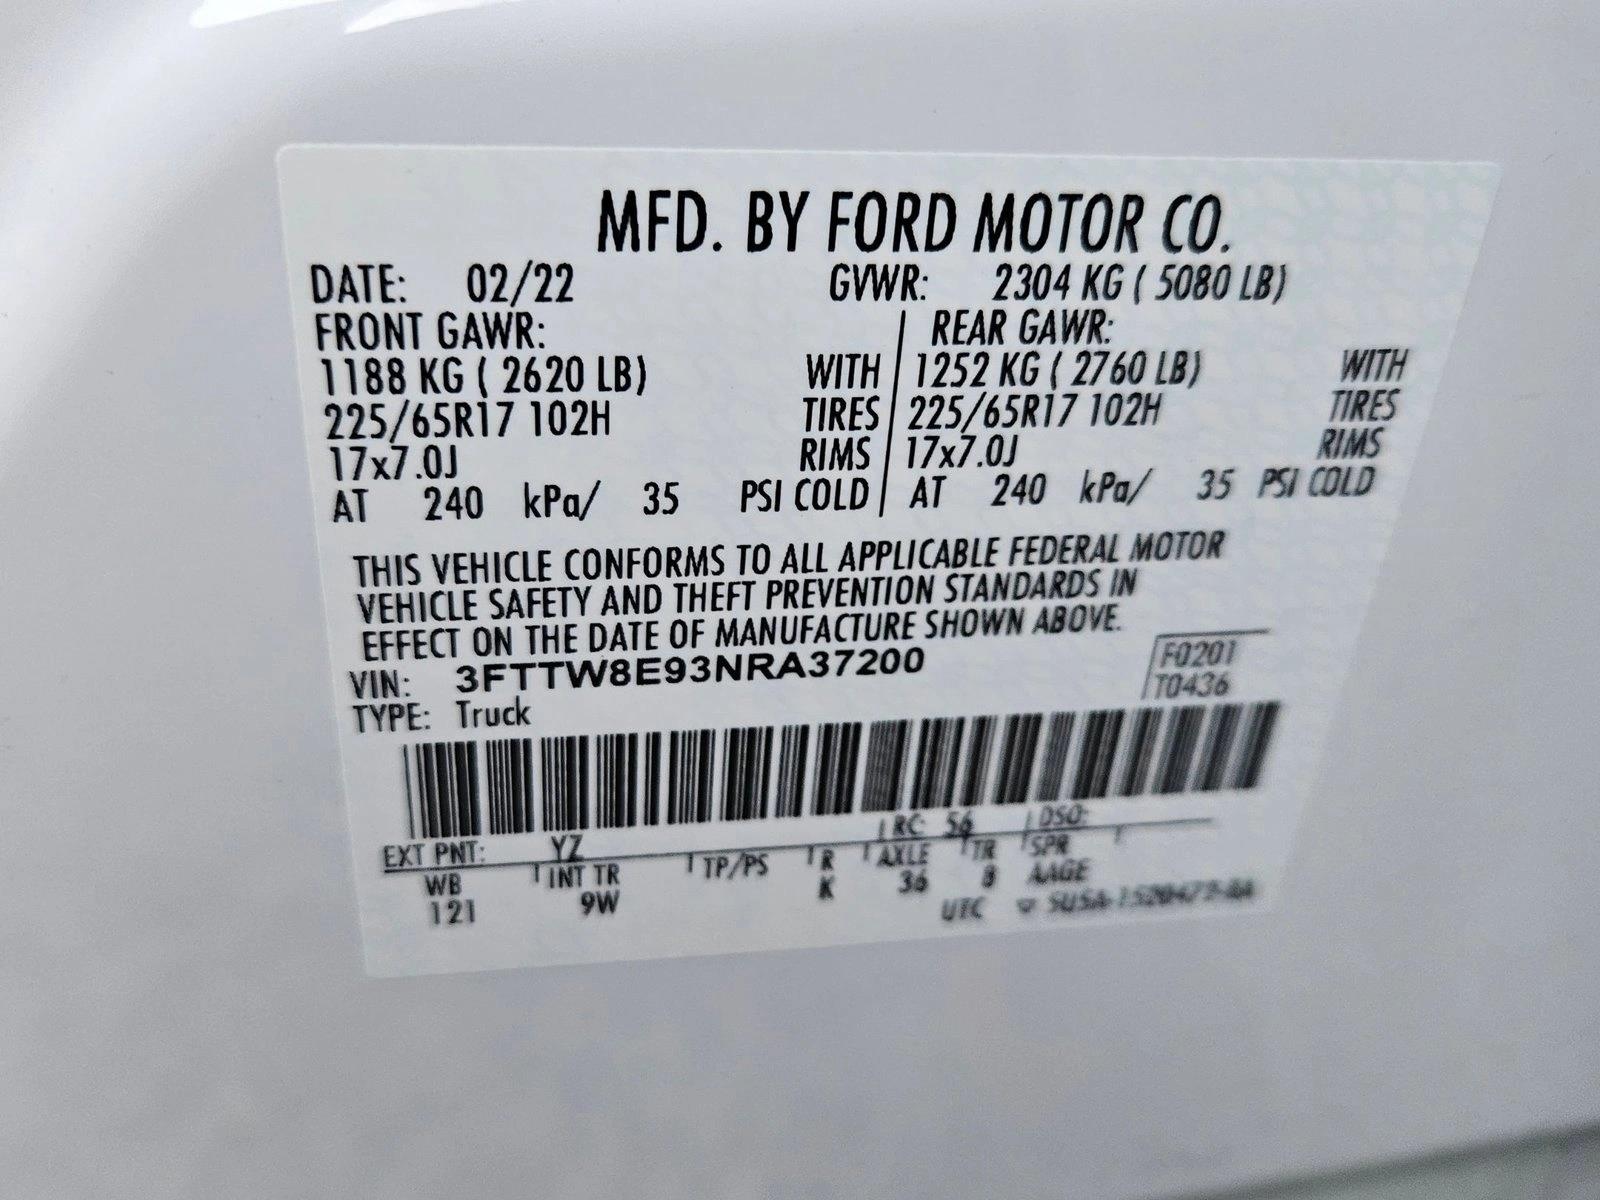 MFD. BY FORD MOTOR CO.
DATE: 02/22 GVWR: 2304 KG ( 5080 LB)
FRONT GAWR: REAR GAWR:
1188 KG ( 2620 LB) WITH 1252 KG ( 2760 LB) WITH
225/65R17 102H TIRES 225/65R17 102H TIRES
17x7.0J RIMS 17x7.0J RIMS
AT 240 kPa/ 35 PSI COLD AT 240 kPa/ 35 PSI COLD
THIS VEHICLE CONFORMS TO ALL APPLICABLE FEDERAL MOTOR
VEHICLE SAFETY AND THEFT PREVENTION STANDARDS IN
EFFECT ON THE DATE OF MANUFACTURE SHOWN ABOVE.
VIN: 3FTTW8E93NRA37200 F0201
TYPE: Truck T0436
EXT PNT: YZ RC: 56 DSO:
WB INT TR TP/PS R AXLE TR SPR
121 9W K 36 8 AAGE
UTC